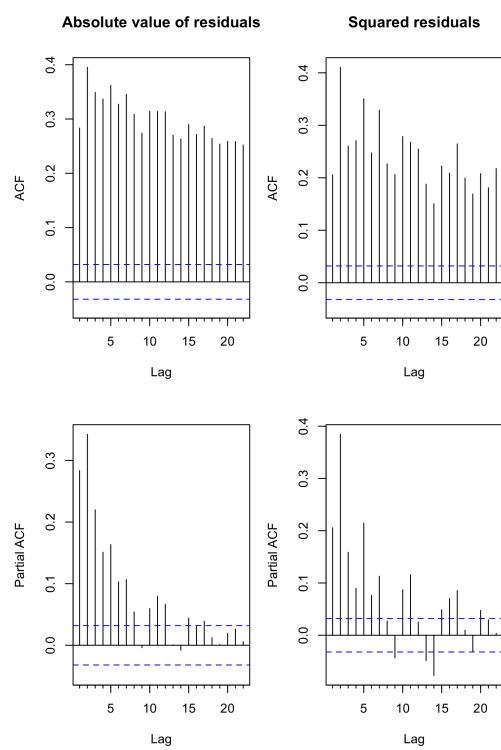 Absolute value of residuals
ACF
0.0 0.1 0.2 0.3 0.4
5 10 15 20
Lag
Squared residuals
ACF
0.0 0.1 0.2 0.3 0.4
5 10 15 20
Lag
Partial ACF
0.0 0.1 0.2 0.3
5 10 15 20
Lag
Partial ACF
0.0 0.1 0.2 0.3 0.4
5 10 15 20
Lag